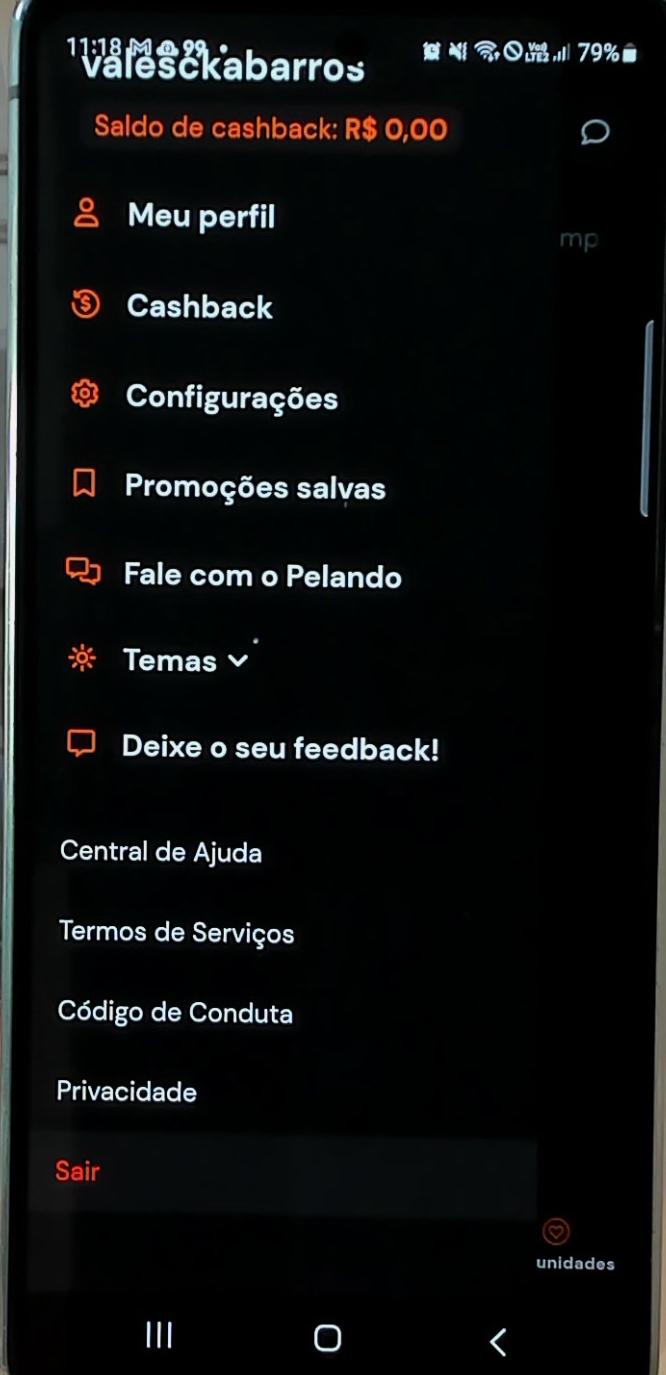 11:18 99
79%
valesckabarros
Saldo de cashback: R$ 0,00
Meu perfil
mp
Cashback
Configurações
Promoções salvas
Fale com o Pelando
Temas
Deixe o seu feedback!
Central de Ajuda
Termos de Serviços
Código de Conduta
Privacidade
Sair
unidades